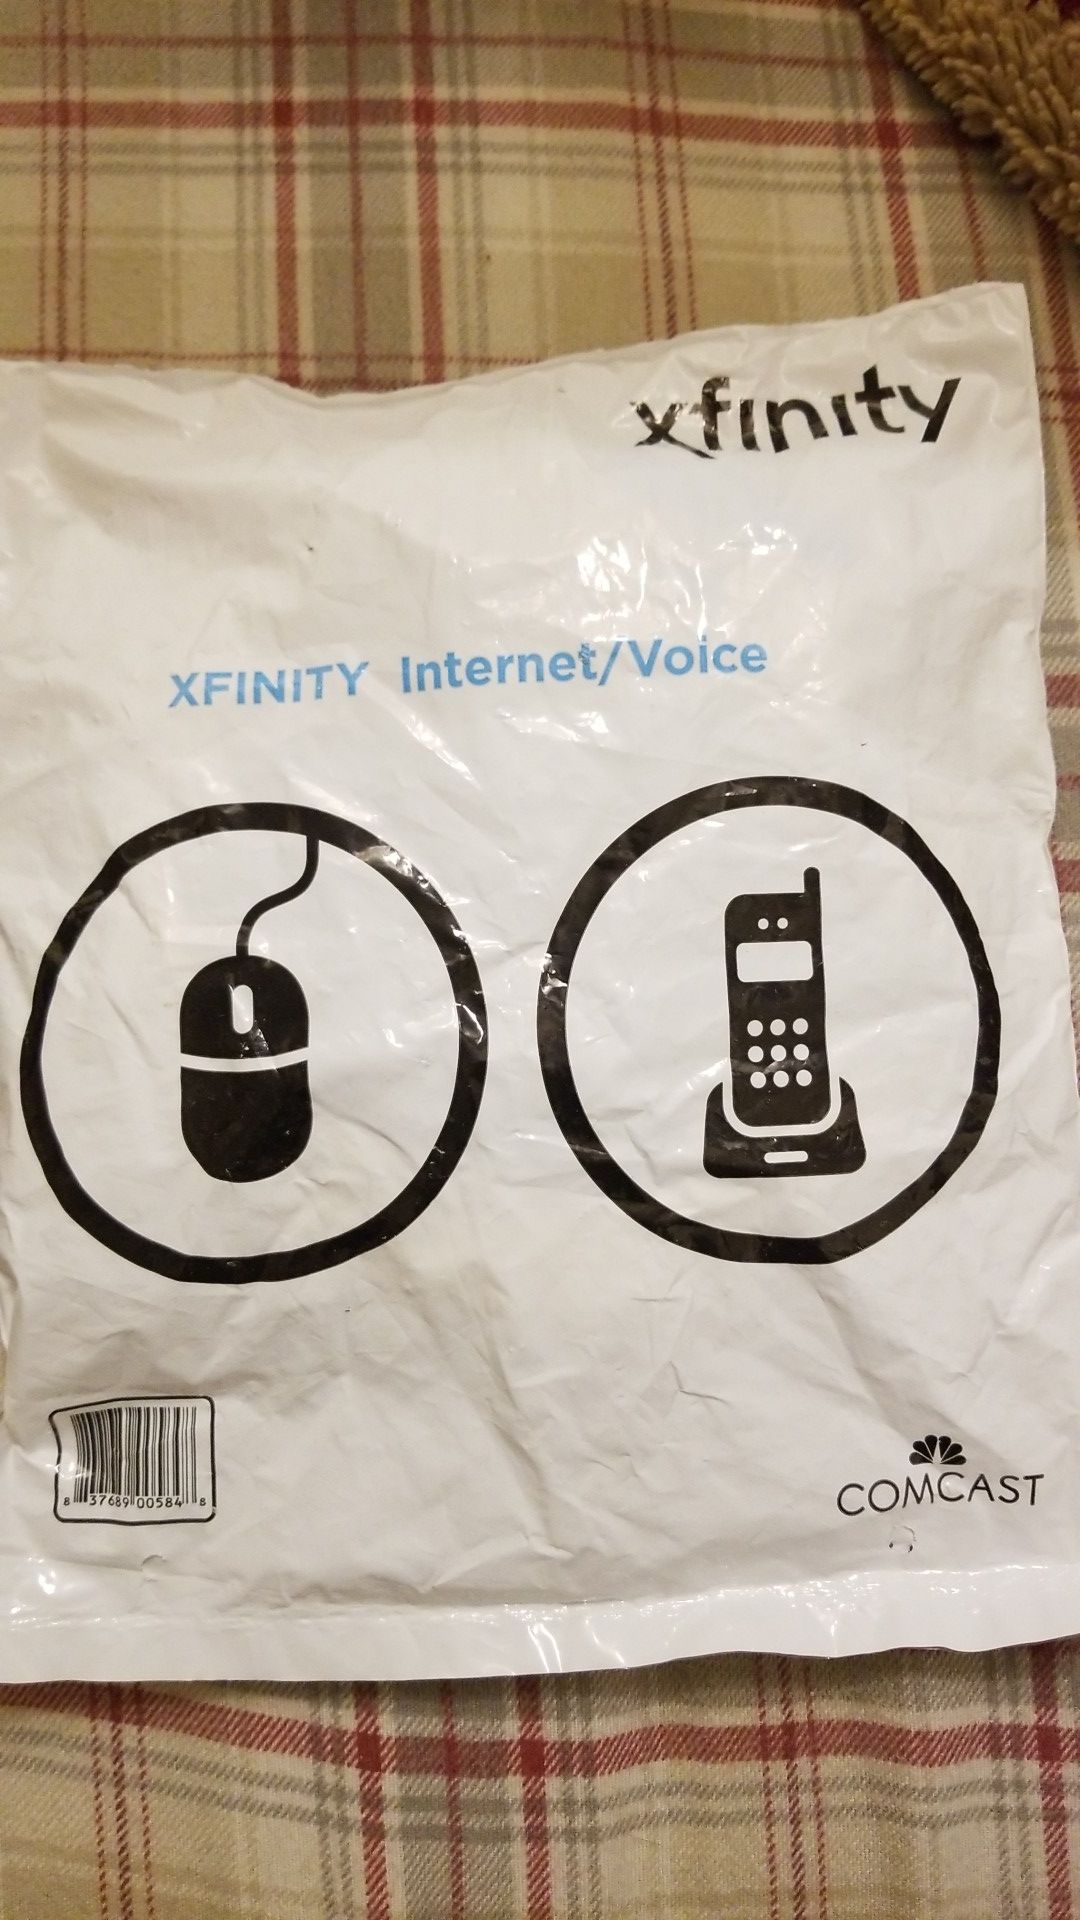 xfinity
XFINITY Internet/Voice
8 37689 00584 8
COMCAST